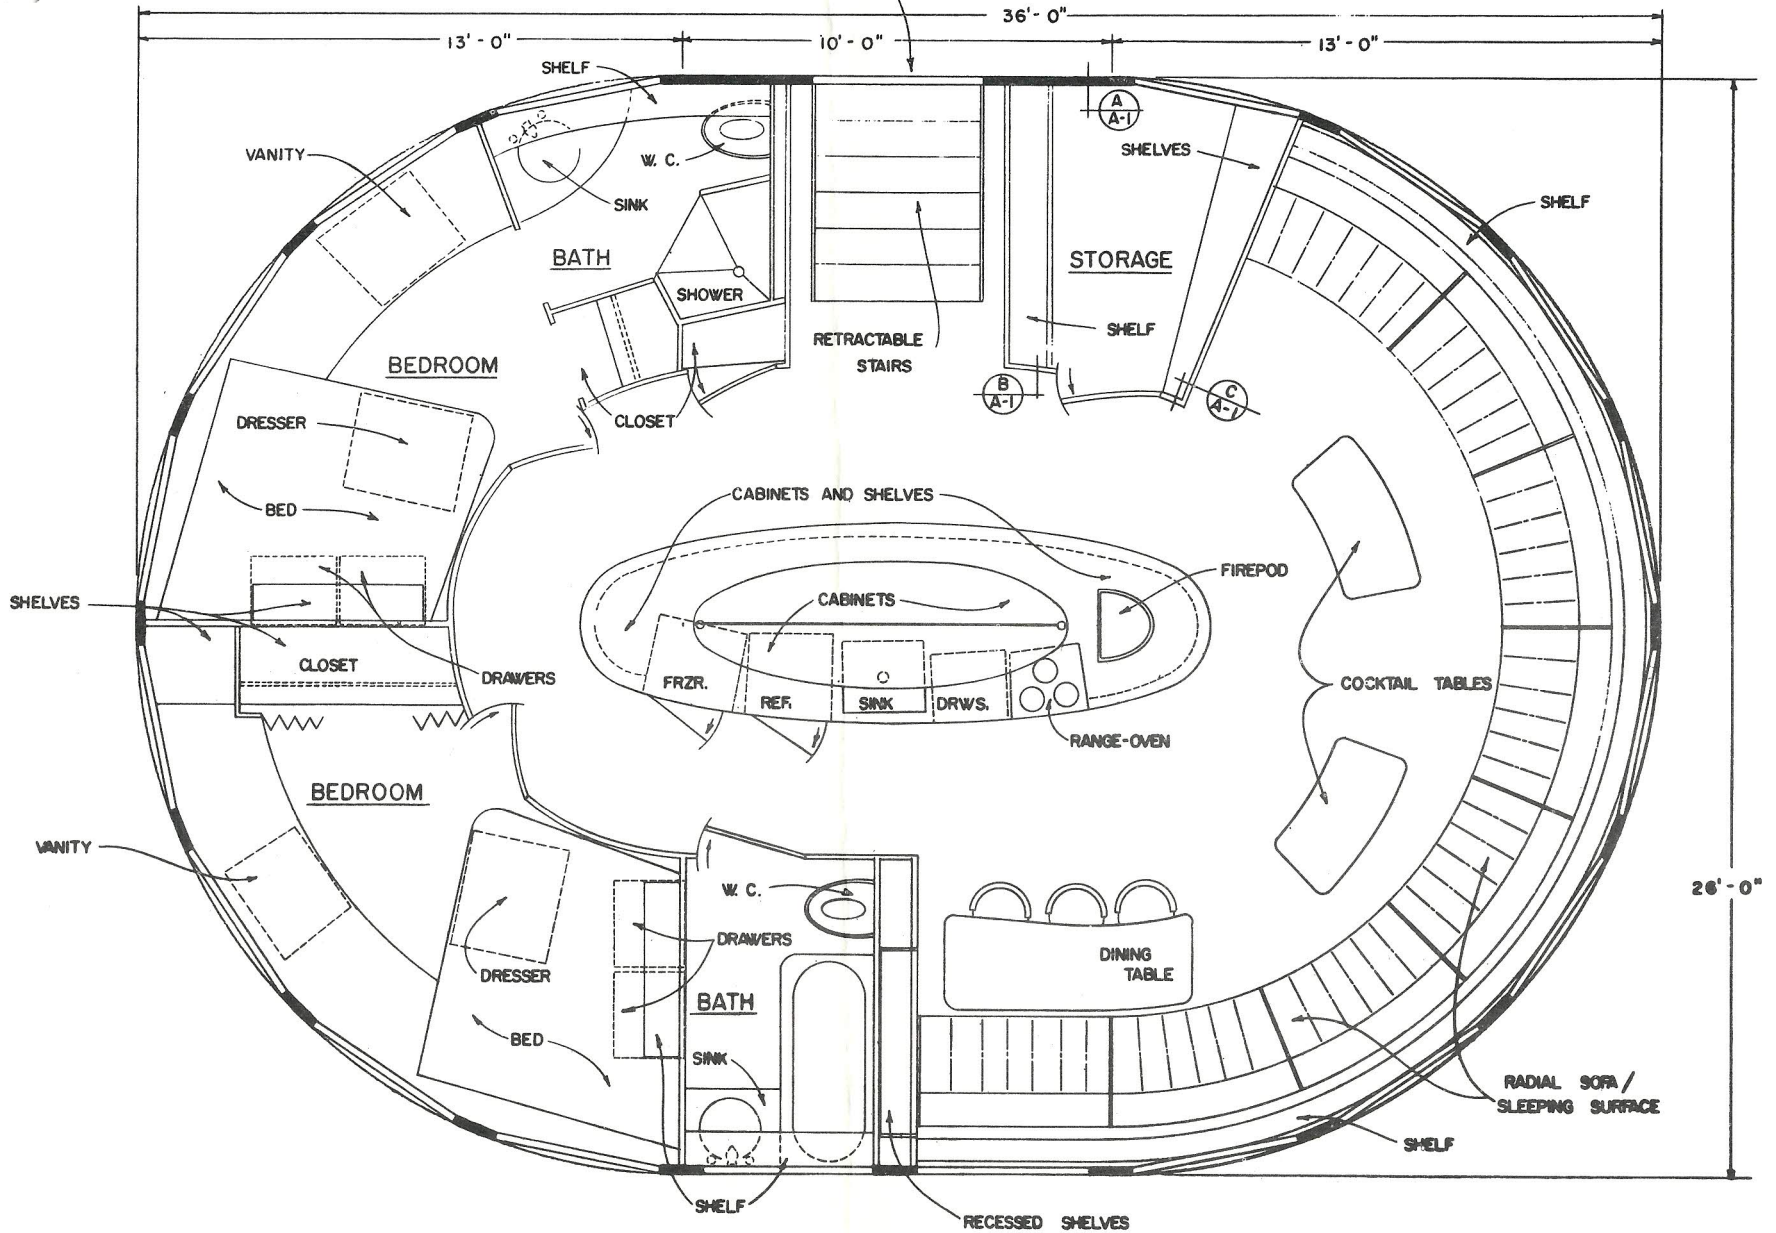 36'-0"
13'-0"
10'-0"
13'-0"
SHELF
A
A-1
VANITY
W. C.
SHELVES
SINK
SHELF
BATH
STORAGE
SHOWER
SHELF
RETRACTABLE
STAIRS
BEDROOM
B
A-1
C
A-1
DRESSER
CLOSET
CABINETS AND SHELVES
BED
FIREPOD
SHELVES
CABINETS
CLOSET
DRAWERS
FRZR.
REF.
SINK
DRWS.
COCKTAIL TABLES
RANGE-OVEN
BEDROOM
VANITY
W. C.
26'-0"
DRAWERS
DINING
TABLE
DRESSER
BATH
BED
SINK
RADIAL SOFA/
SLEEPING SURFACE
SHELF
SHELF
RECESSED SHELVES